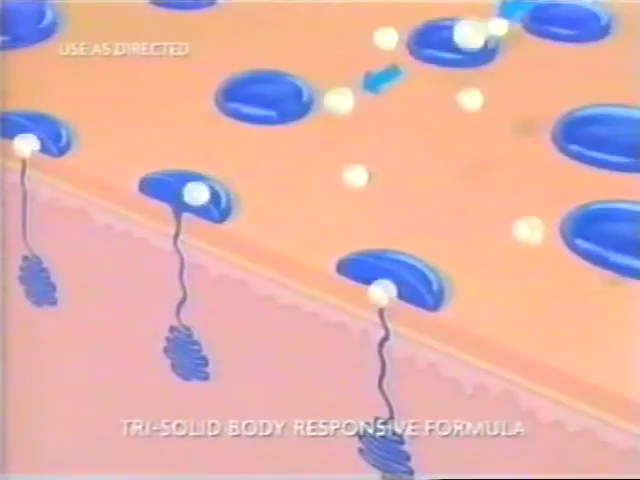 USE AS DIRECTED
TRI-SOLID BODY RESPONSIVE FORMULA